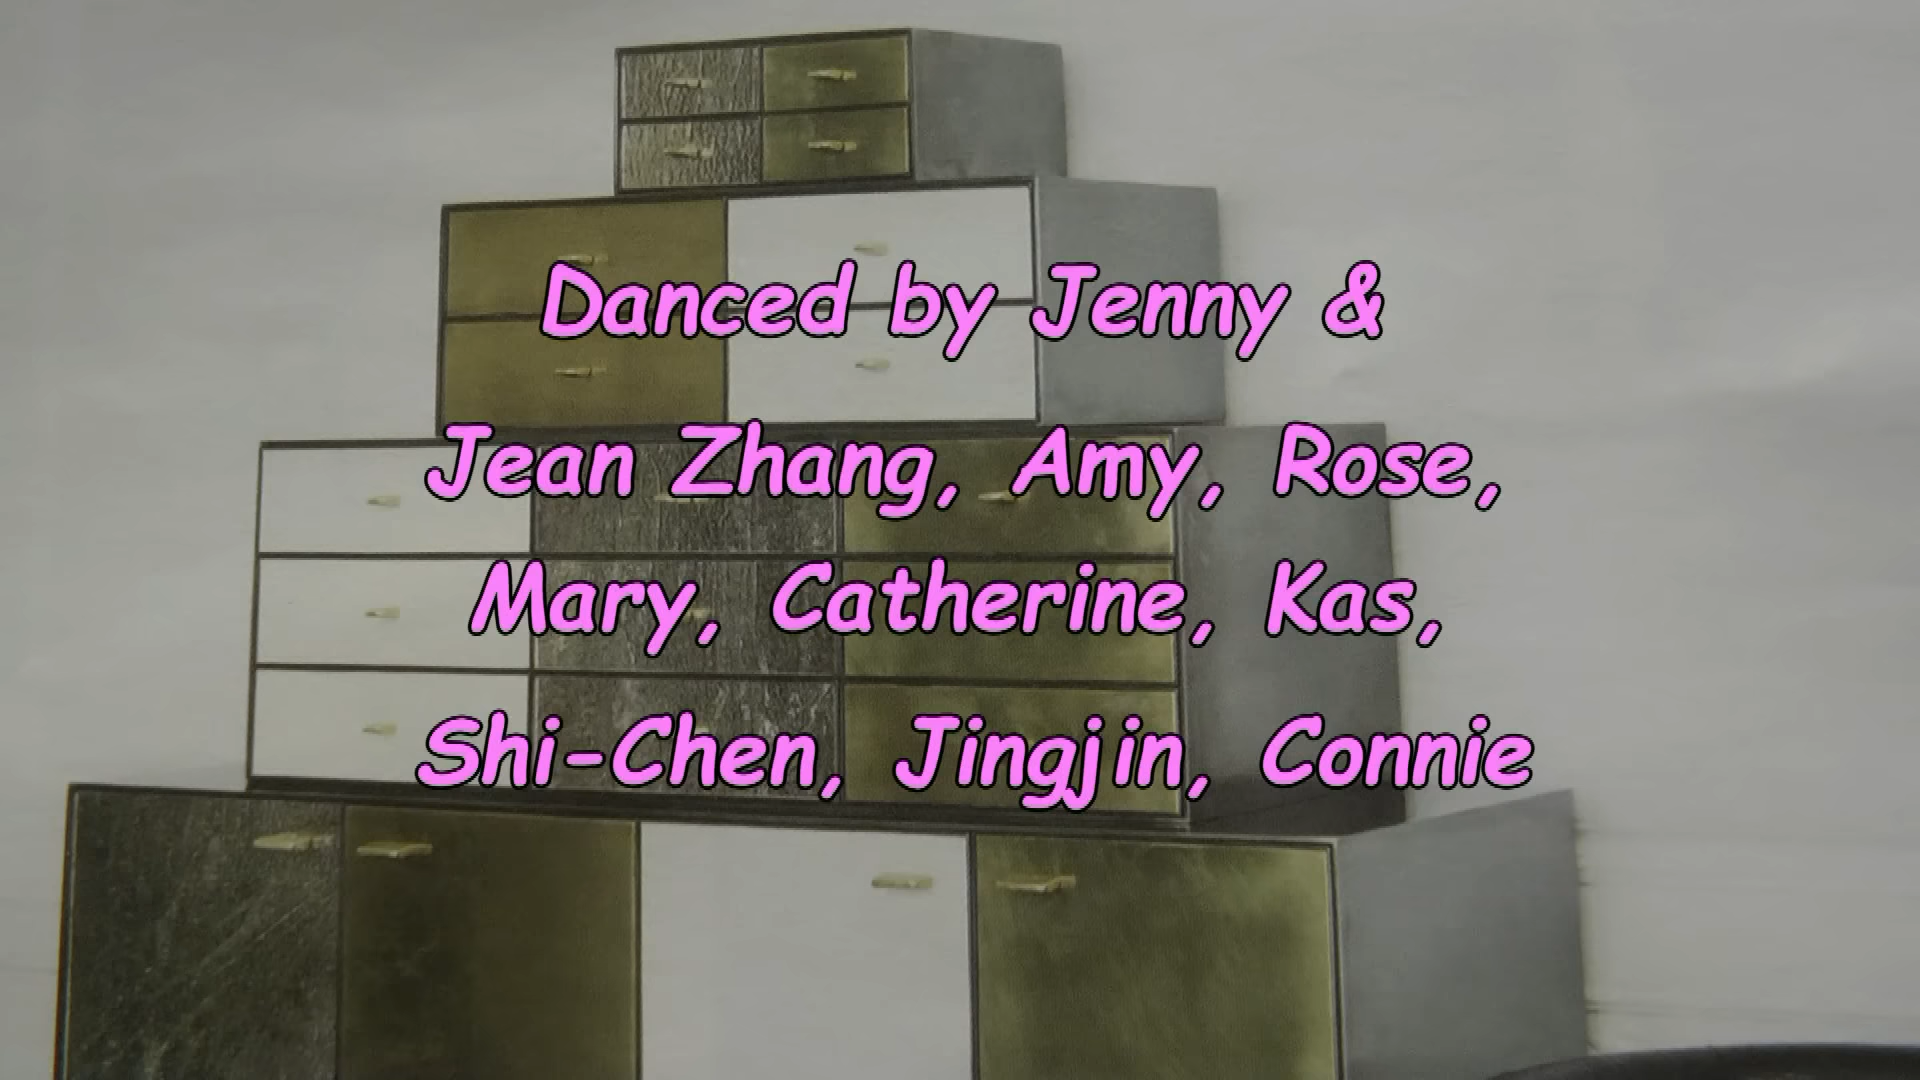 Danced by Jenny &
Jean Zhang, Amy, Rose,
Mary, Catherine, Kas,
Shi-Chen, Jingjin, Connie